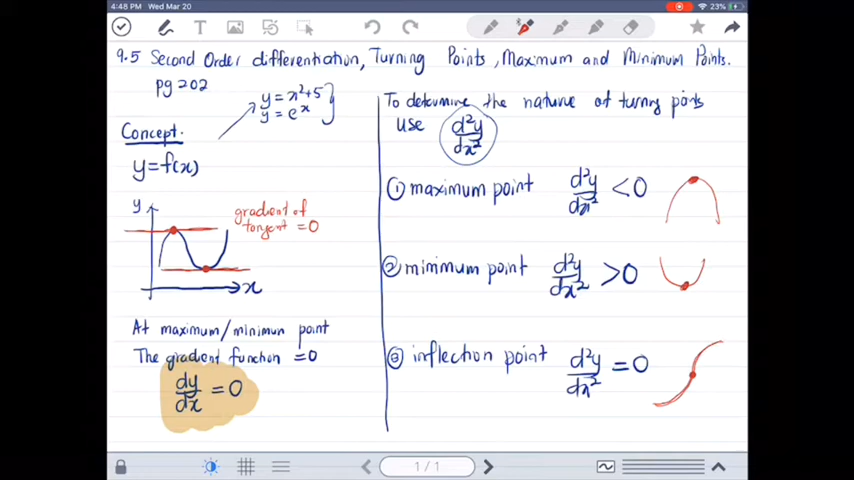 4:48 PM Wed Mar 20
23%
9.5 Second Order differentiation, Turning Points, Maximum and Minimum Points.
pg 202
y = x²+5
y = eˣ
Concept:
y = f(x)
y
gradient of
tangent = 0
x
At maximum/minimum point
The gradient function = 0
dy/dx = 0
To determine the nature of turning points
use d²y/dx²
① maximum point d²y/dx² < 0
② minimum point d²y/dx² > 0
③ inflection point d²y/dx² = 0
1/1